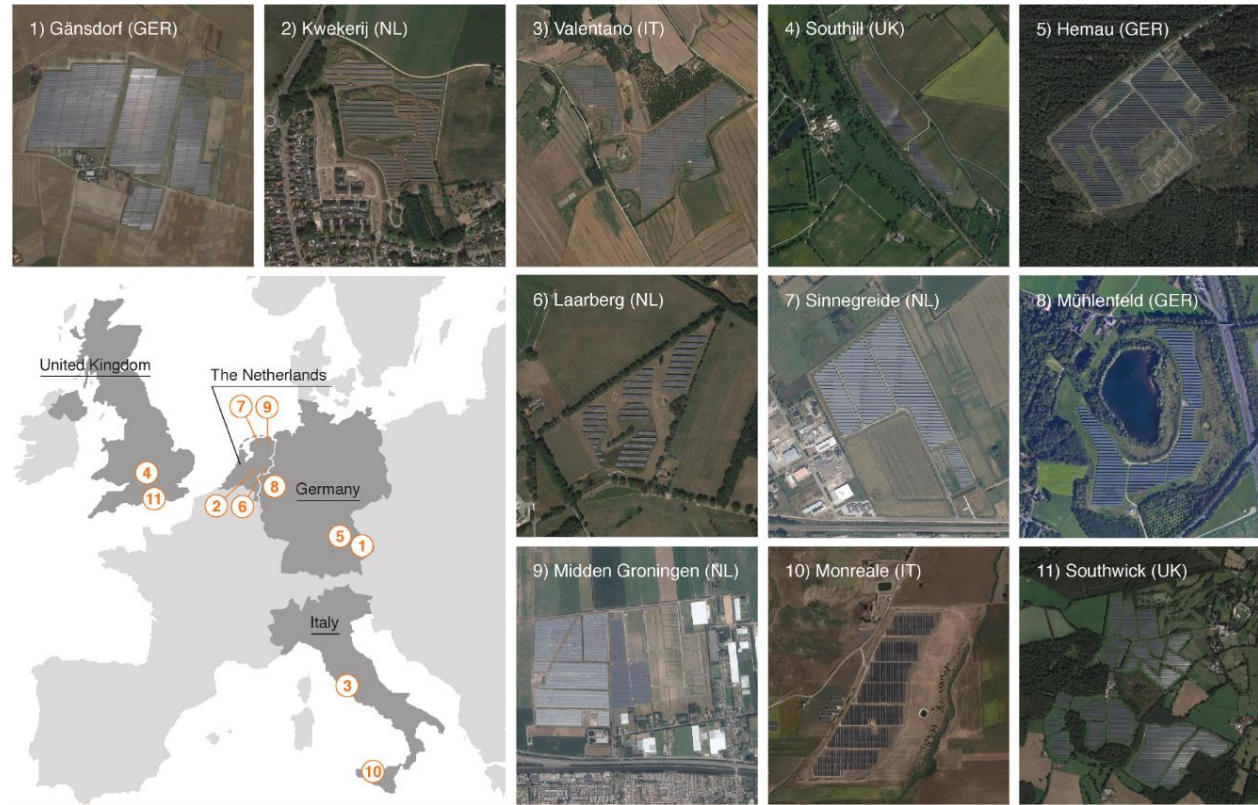 1) Gänsdorf (GER)
2) Kwekerij (NL)
3) Valentano (IT)
4) Southill (UK)
5) Hemau (GER)
6) Laarberg (NL)
7) Sinnegreide (NL)
8) Mühlenfeld (GER)
United Kingdom
The Netherlands
7
9
4
11
2
6
8
Germany
5
1
Italy
3
10
9) Midden Groningen (NL)
10) Monreale (IT)
11) Southwick (UK)